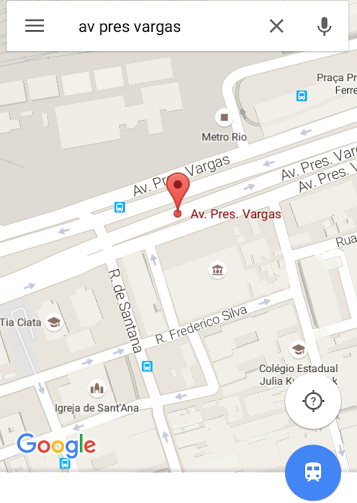 av pres vargas
Praça Pr
Ferre
Metro Rio
Av. Pres. Vargas
Av. Pres. Va
Av. Pres. V
Av. Pres. Vargas
Rua
R. de Santana
R. Frederico Silva
Tia Ciata
Colégio Estadual
Julia Ku
k
Igreja de Sant'Ana
Google